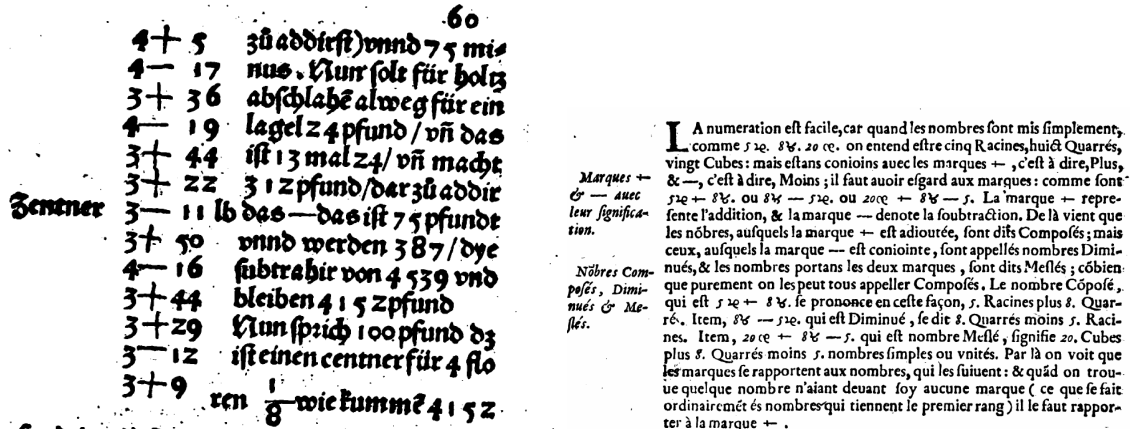 60
4+ 5 zů addirst) vnnd 75 mi⸗
4— 17 nus. Nun solt für holtz
3+ 36 abschlahẽ alweg für ein
4— 19 lagel 24 pfund / vñ das
3+ 44 ist 13 mal 24/ vñ macht
3+ 22 312 pfund/dar zů addir
Zentner 3— 11 lb das — das ist 75 pfundt
3+ 50 vnnd werden 387/ dye
4— 16 subtrahir von 4539 vnd
3+44 bleiben 4152 pfund
3+29 Nun sprich 100 pfund dz
3— 12 ist einen centner für 4 flo
3+9 ren 1/8 wie kummẽ 4152
Marques +
& — auec
leur significa-
tion.
Nõbres Com-
posés, Dimi-
nués & Me-
slés.
LA numeration est facile, car quand les nombres sont mis simplement,
comme 5. 8. 20. on entend estre cinq Racines, huict Quarrés,
vingt Cubes : mais estans conioins auec les marques +, c'est à dire, Plus,
& —, c'est à dire, Moins ; il faut auoir esgard aux marques : comme sont
5 + 8. ou 8 — 5. ou 20 + 8 — 5. La marque + repre-
sente l'addition, & la marque — denote la soubtraction. De là vient que
les nõbres, ausquels la marque + est adioutée, sont dits Composés ; mais
ceux, ausquels la marque — est coniointe, sont appellés nombres Dimi-
nués, & les nombres portans les deux marques, sont dits Meslés ; cõbien
que purement on les peut tous appeller Composés. Le nombre Cõposé,
qui est 5 + 8. se prononce en ceste façon, 5. Racines plus 8. Quar-
rés. Item, 8 — 5. qui est Diminué, se dit 8. Quarrés moins 5. Raci-
nes. Item, 20 + 8 — 5. qui est nombre Meslé, signifie 20. Cubes
plus 8. Quarrés moins 5. nombres simples ou vnités. Par là on voit que
les marques se rapportent aux nombres, qui les suiuent : & quãd on trou-
ue quelque nombre n'aiant deuant soy aucune marque ( ce que se fait
ordinairemẽt és nombres qui tiennent le premier rang ) il le faut rappor-
ter à la marque +.